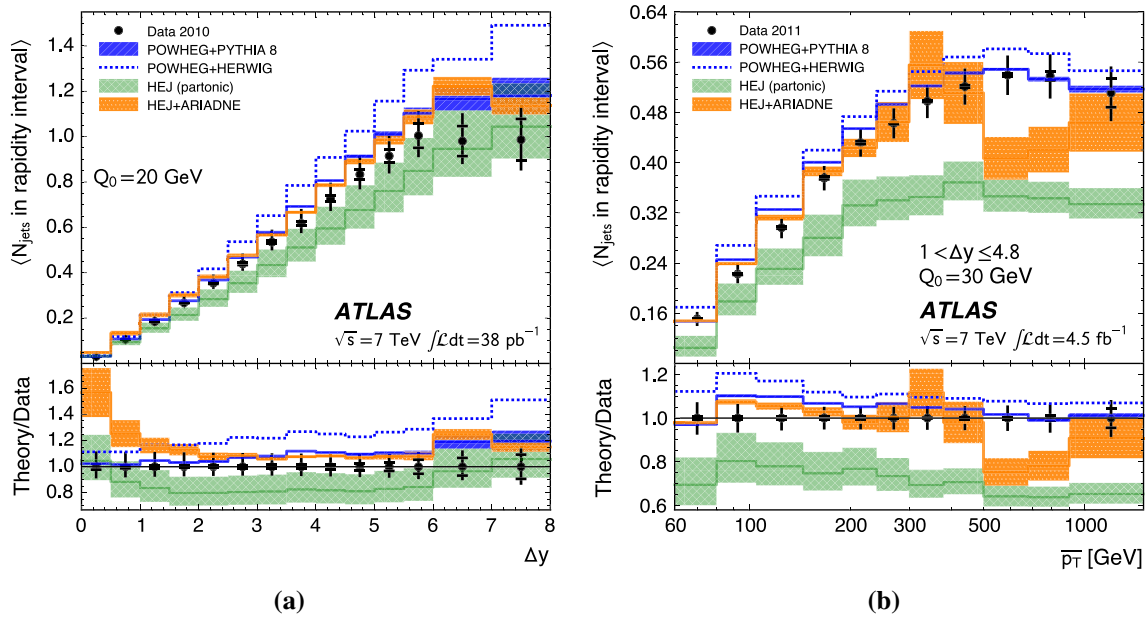 ⟨N_jets in rapidity interval⟩
1.4
1.2
1.0
0.8
0.6
0.4
0.2
Data 2010
POWHEG+PYTHIA 8
POWHEG+HERWIG
HEJ (partonic)
HEJ+ARIADNE
Q₀ = 20 GeV
ATLAS
√s = 7 TeV ∫ℒdt = 38 pb⁻¹
Theory/Data
1.6
1.4
1.2
1.0
0.8
0 1 2 3 4 5 6 7 8
Δy
(a)
⟨N_jets in rapidity interval⟩
0.64
0.56
0.48
0.40
0.32
0.24
0.16
Data 2011
POWHEG+PYTHIA 8
POWHEG+HERWIG
HEJ (partonic)
HEJ+ARIADNE
1 < Δy ≤ 4.8
Q₀ = 30 GeV
ATLAS
√s = 7 TeV ∫ℒdt = 4.5 fb⁻¹
Theory/Data
1.2
1.0
0.8
0.6
60 100 200 300 500 1000
p̅_T [GeV]
(b)